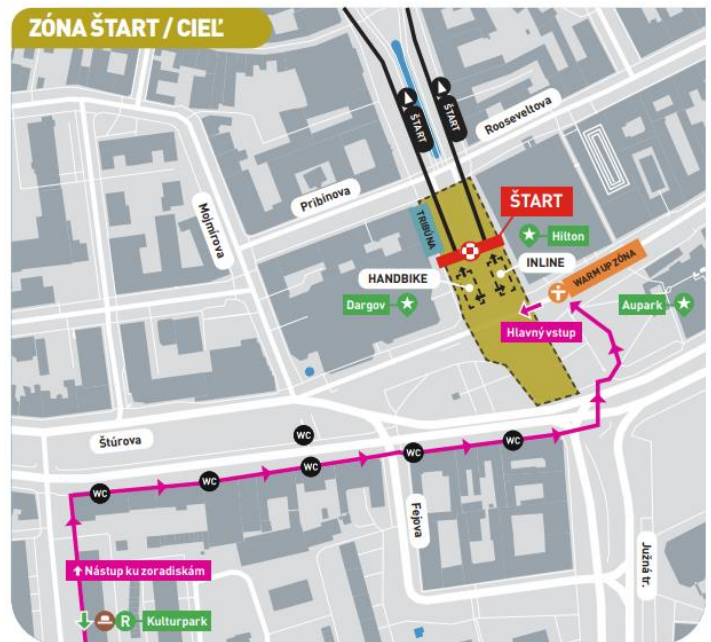 ZÓNA ŠTART / CIEĽ
ŠTART
ŠTART
Rooseveltova
Pribinova
Mojmírova
TRIBÚNA
ŠTART
Hilton
HANDBIKE
INLINE
WARM UP ZÓNA
Dargov
Aupark
Hlavný vstup
Štúrova
WC
WC
WC
WC
WC
WC
Fejova
Južná tr.
Nástup ku zoradiskám
R
Kulturpark